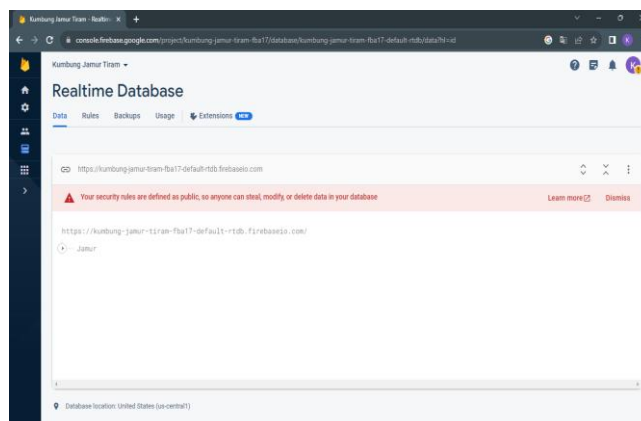 Kumbung Jamur Tiram - Realtim
console.firebase.google.com/project/kumbung-jamur-tiram-fba17/database/kumbung-jamur-tiram-fba17-default-rtdb/data?hl=id
K
Kumbung Jamur Tiram
Realtime Database
Data Rules Backups Usage Extensions NEW
https://kumbung-jamur-tiram-fba17-default-rtdb.firebaseio.com
Your security rules are defined as public, so anyone can steal, modify, or delete data in your database Learn more Dismiss
https://kumbung-jamur-tiram-fba17-default-rtdb.firebaseio.com/
Jamur
Database location: United States (us-central1)